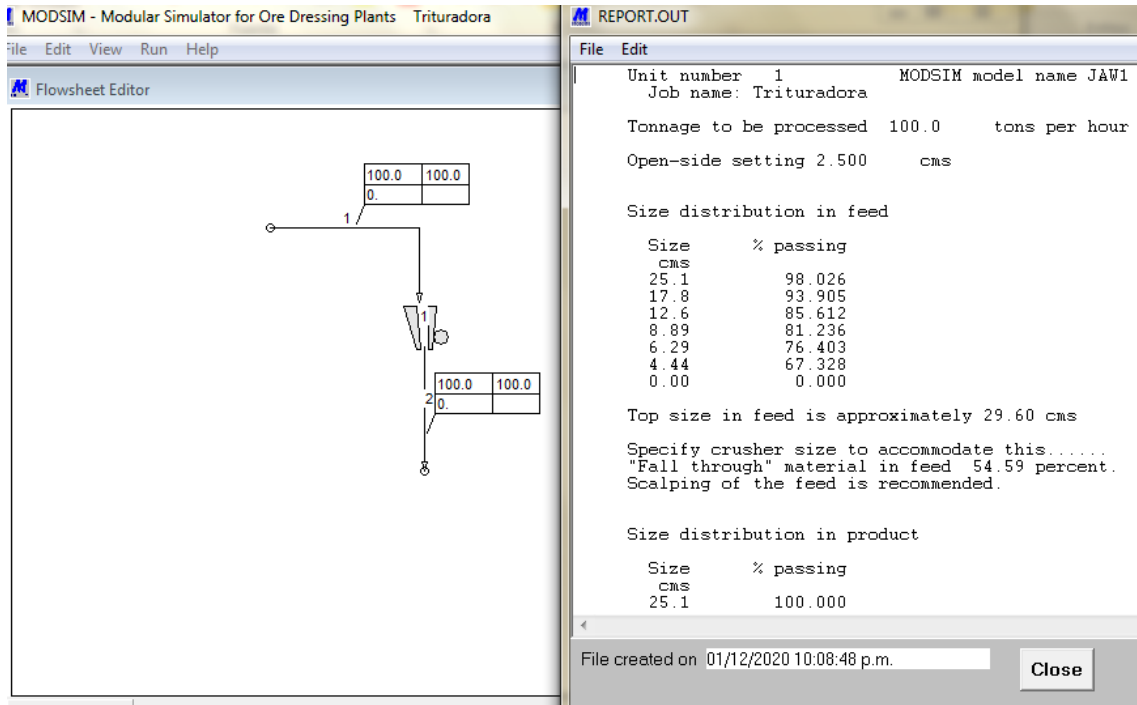 MODSIM - Modular Simulator for Ore Dressing Plants Trituradora
File Edit View Run Help
Flowsheet Editor
100.0 100.0
0.
1
1
100.0 100.0
2 0.
REPORT.OUT
File Edit
Unit number 1 MODSIM model name JAW1
Job name: Trituradora
Tonnage to be processed 100.0 tons per hour
Open-side setting 2.500 cms
Size distribution in feed
Size % passing
cms
25.1 98.026
17.8 93.905
12.6 85.612
8.89 81.236
6.29 76.403
4.44 67.328
0.00 0.000
Top size in feed is approximately 29.60 cms
Specify crusher size to accomodate this......
"Fall through" material in feed 54.59 percent.
Scalping of the feed is recommended.
Size distribution in product
Size % passing
cms
25.1 100.000
File created on 01/12/2020 10:08:48 p.m.
Close